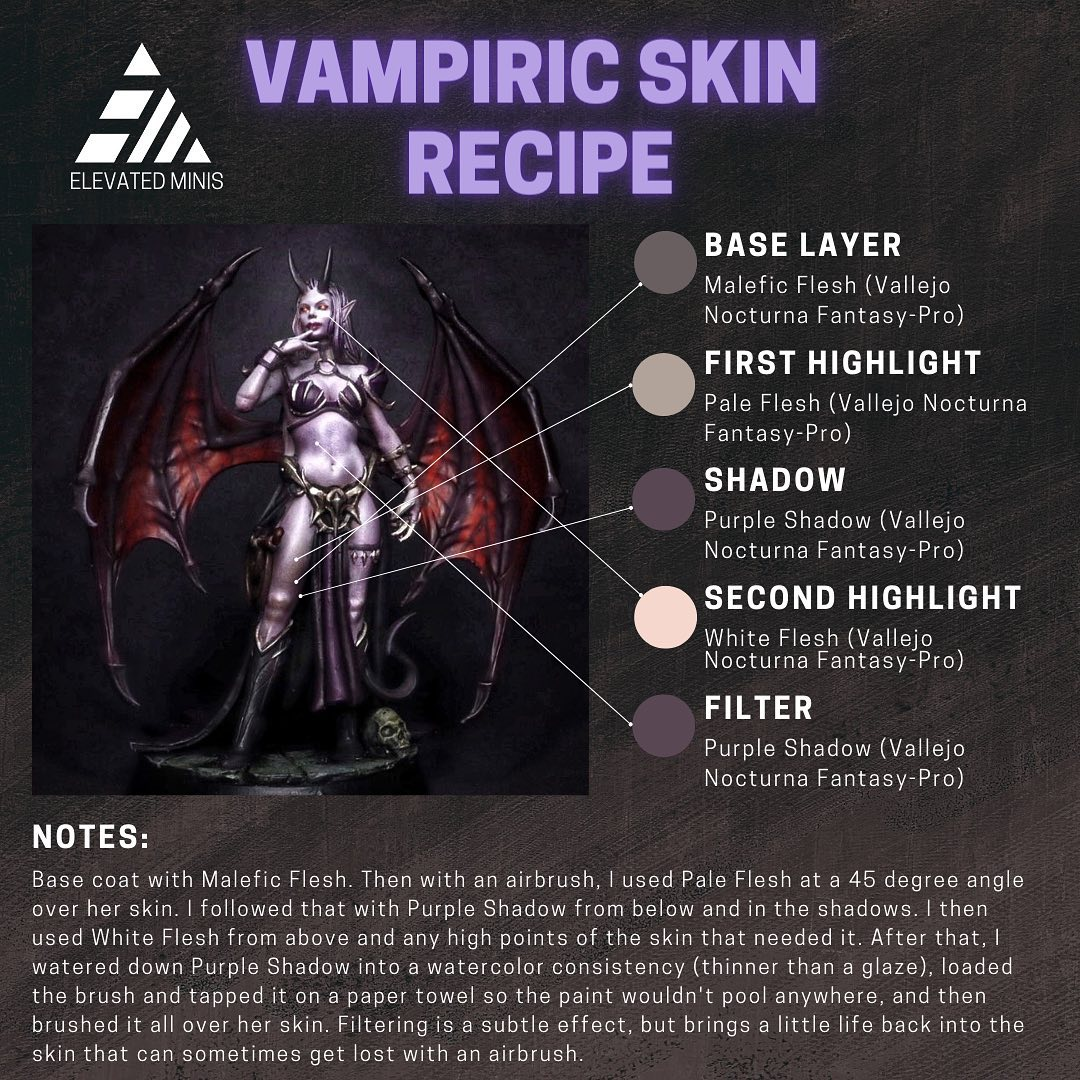 VAMPIRIC SKIN
RECIPE
ELEVATED MINIS
BASE LAYER
Malefic Flesh (Vallejo
Nocturna Fantasy-Pro)
FIRST HIGHLIGHT
Pale Flesh (Vallejo Nocturna
Fantasy-Pro)
SHADOW
Purple Shadow (Vallejo
Nocturna Fantasy-Pro)
SECOND HIGHLIGHT
White Flesh (Vallejo
Nocturna Fantasy-Pro)
FILTER
Purple Shadow (Vallejo
Nocturna Fantasy-Pro)
NOTES:
Base coat with Malefic Flesh. Then with an airbrush, I used Pale Flesh at a 45 degree angle
over her skin. I followed that with Purple Shadow from below and in the shadows. I then
used White Flesh from above and any high points of the skin that needed it. After that, I
watered down Purple Shadow into a watercolor consistency (thinner than a glaze), loaded
the brush and tapped it on a paper towel so the paint wouldn't pool anywhere, and then
brushed it all over her skin. Filtering is a subtle effect, but brings a little life back into the
skin that can sometimes get lost with an airbrush.